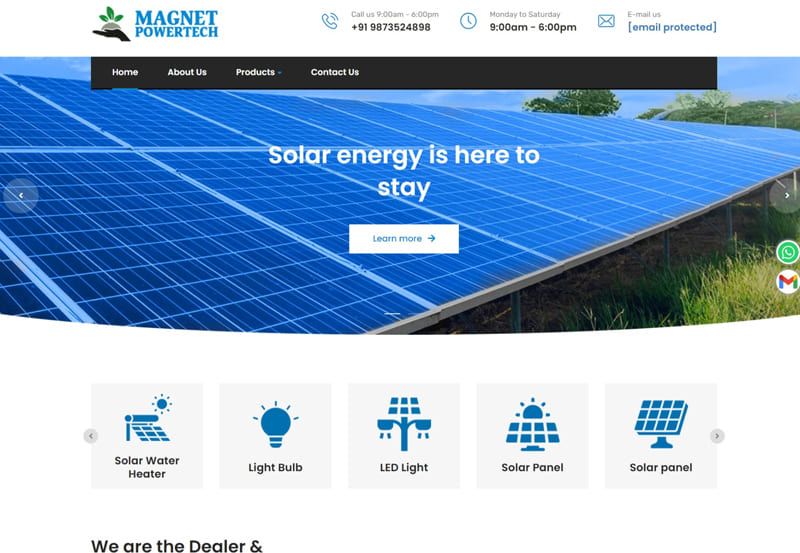 MAGNET
POWERTECH
Call us 9:00am - 6:00pm
+91 9873524898
Monday to Saturday
9:00am - 6:00pm
E-mail us
[email protected]
Home
About Us
Products
Contact Us
Solar energy is here to
stay
Learn more
Solar Water
Heater
Light Bulb
LED Light
Solar Panel
Solar panel
We are the Dealer &